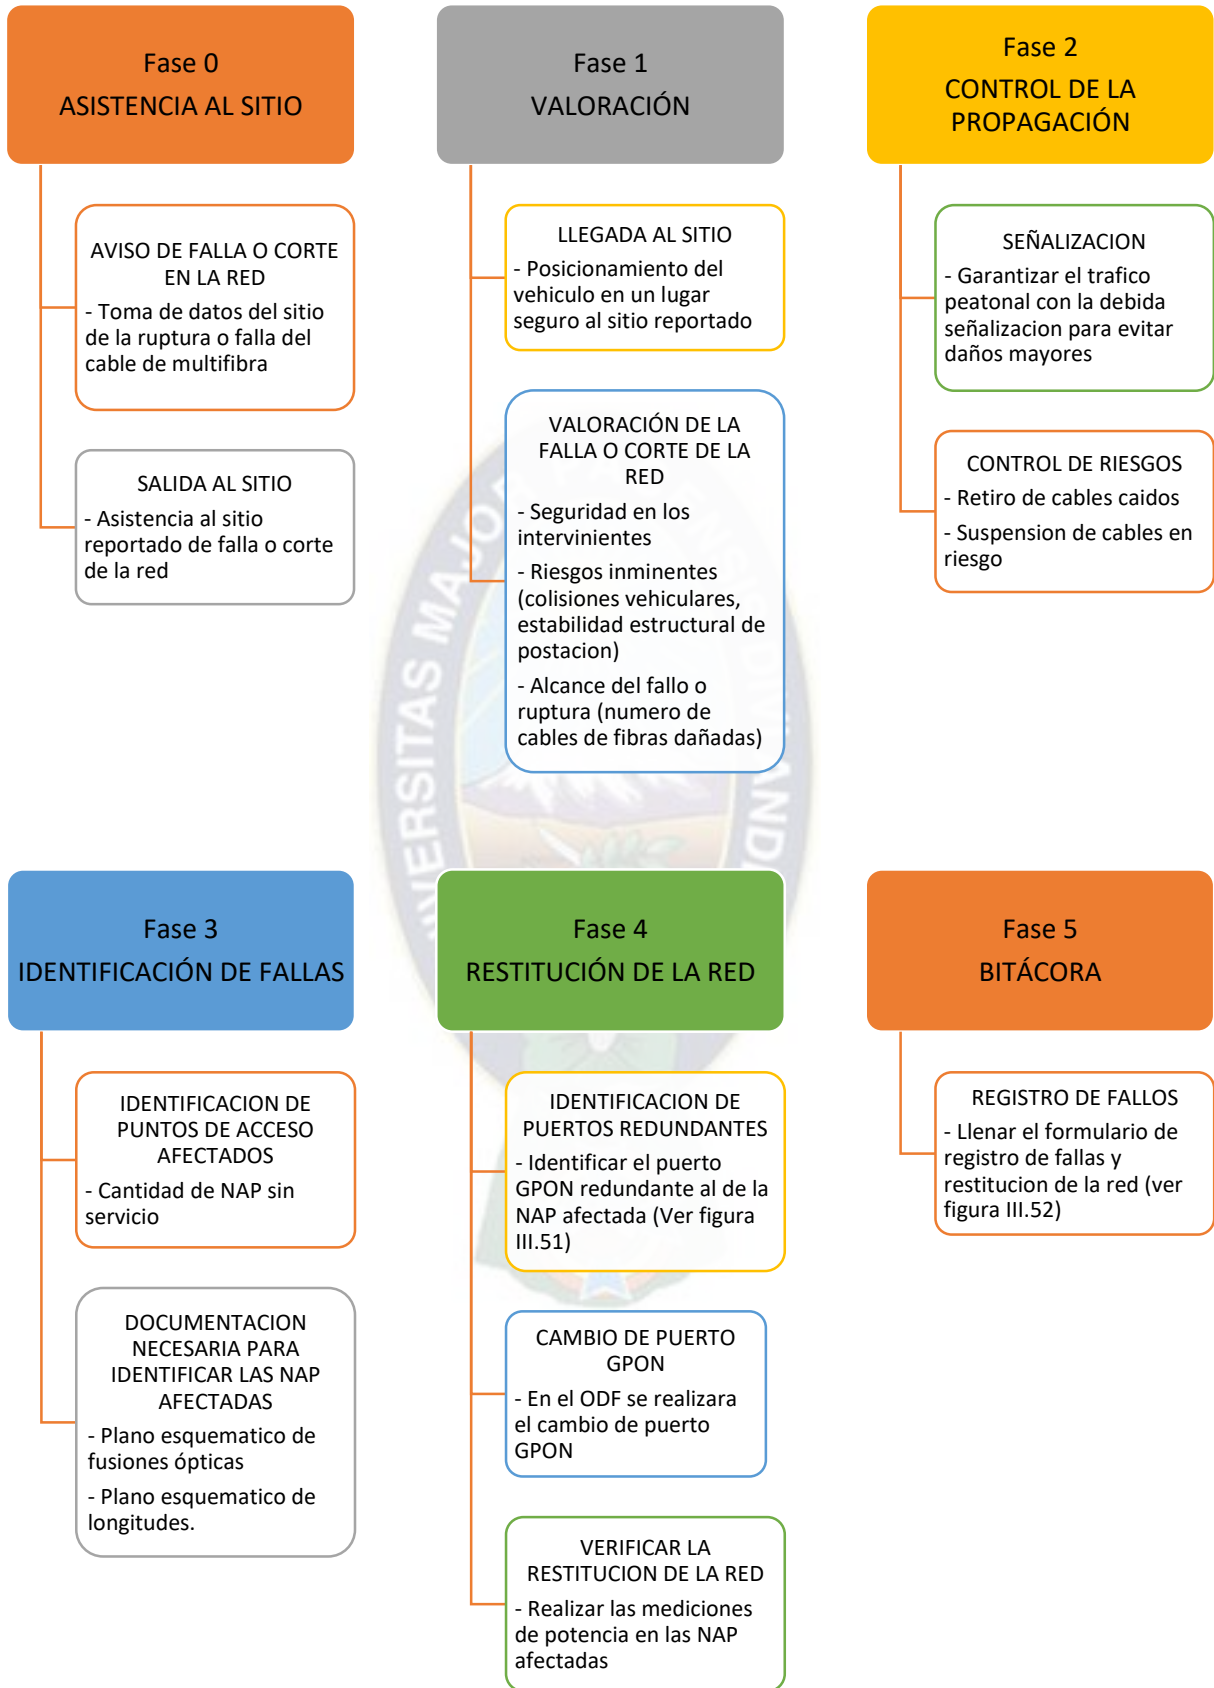 Fase 0
ASISTENCIA AL SITIO
AVISO DE FALLA O CORTE
EN LA RED
- Toma de datos del sitio
de la ruptura o falla del
cable de multifibra
SALIDA AL SITIO
- Asistencia al sitio
reportado de falla o corte
de la red
Fase 1
VALORACIÓN
LLEGADA AL SITIO
- Posicionamiento del
vehiculo en un lugar
seguro al sitio reportado
VALORACIÓN DE LA
FALLA O CORTE DE LA
RED
- Seguridad en los
intervinientes
- Riesgos inminentes
(colisiones vehiculares,
estabilidad estructural de
postacion)
- Alcance del fallo o
ruptura (numero de
cables de fibras dañadas)
Fase 2
CONTROL DE LA
PROPAGACIÓN
SEÑALIZACION
- Garantizar el trafico
peatonal con la debida
señalizacion para evitar
daños mayores
CONTROL DE RIESGOS
- Retiro de cables caidos
- Suspension de cables en
riesgo
Fase 3
IDENTIFICACIÓN DE FALLAS
IDENTIFICACION DE
PUNTOS DE ACCESO
AFECTADOS
- Cantidad de NAP sin
servicio
DOCUMENTACION
NECESARIA PARA
IDENTIFICAR LAS NAP
AFECTADAS
- Plano esquematico de
fusiones ópticas
- Plano esquematico de
longitudes.
Fase 4
RESTITUCIÓN DE LA RED
IDENTIFICACION DE
PUERTOS REDUNDANTES
- Identificar el puerto
GPON redundante al de la
NAP afectada (Ver figura
III.51)
CAMBIO DE PUERTO
GPON
- En el ODF se realizara
el cambio de puerto
GPON
VERIFICAR LA
RESTITUCION DE LA RED
- Realizar las mediciones
de potencia en las NAP
afectadas
Fase 5
BITÁCORA
REGISTRO DE FALLOS
- Llenar el formulario de
registro de fallas y
restitucion de la red (ver
figura III.52)